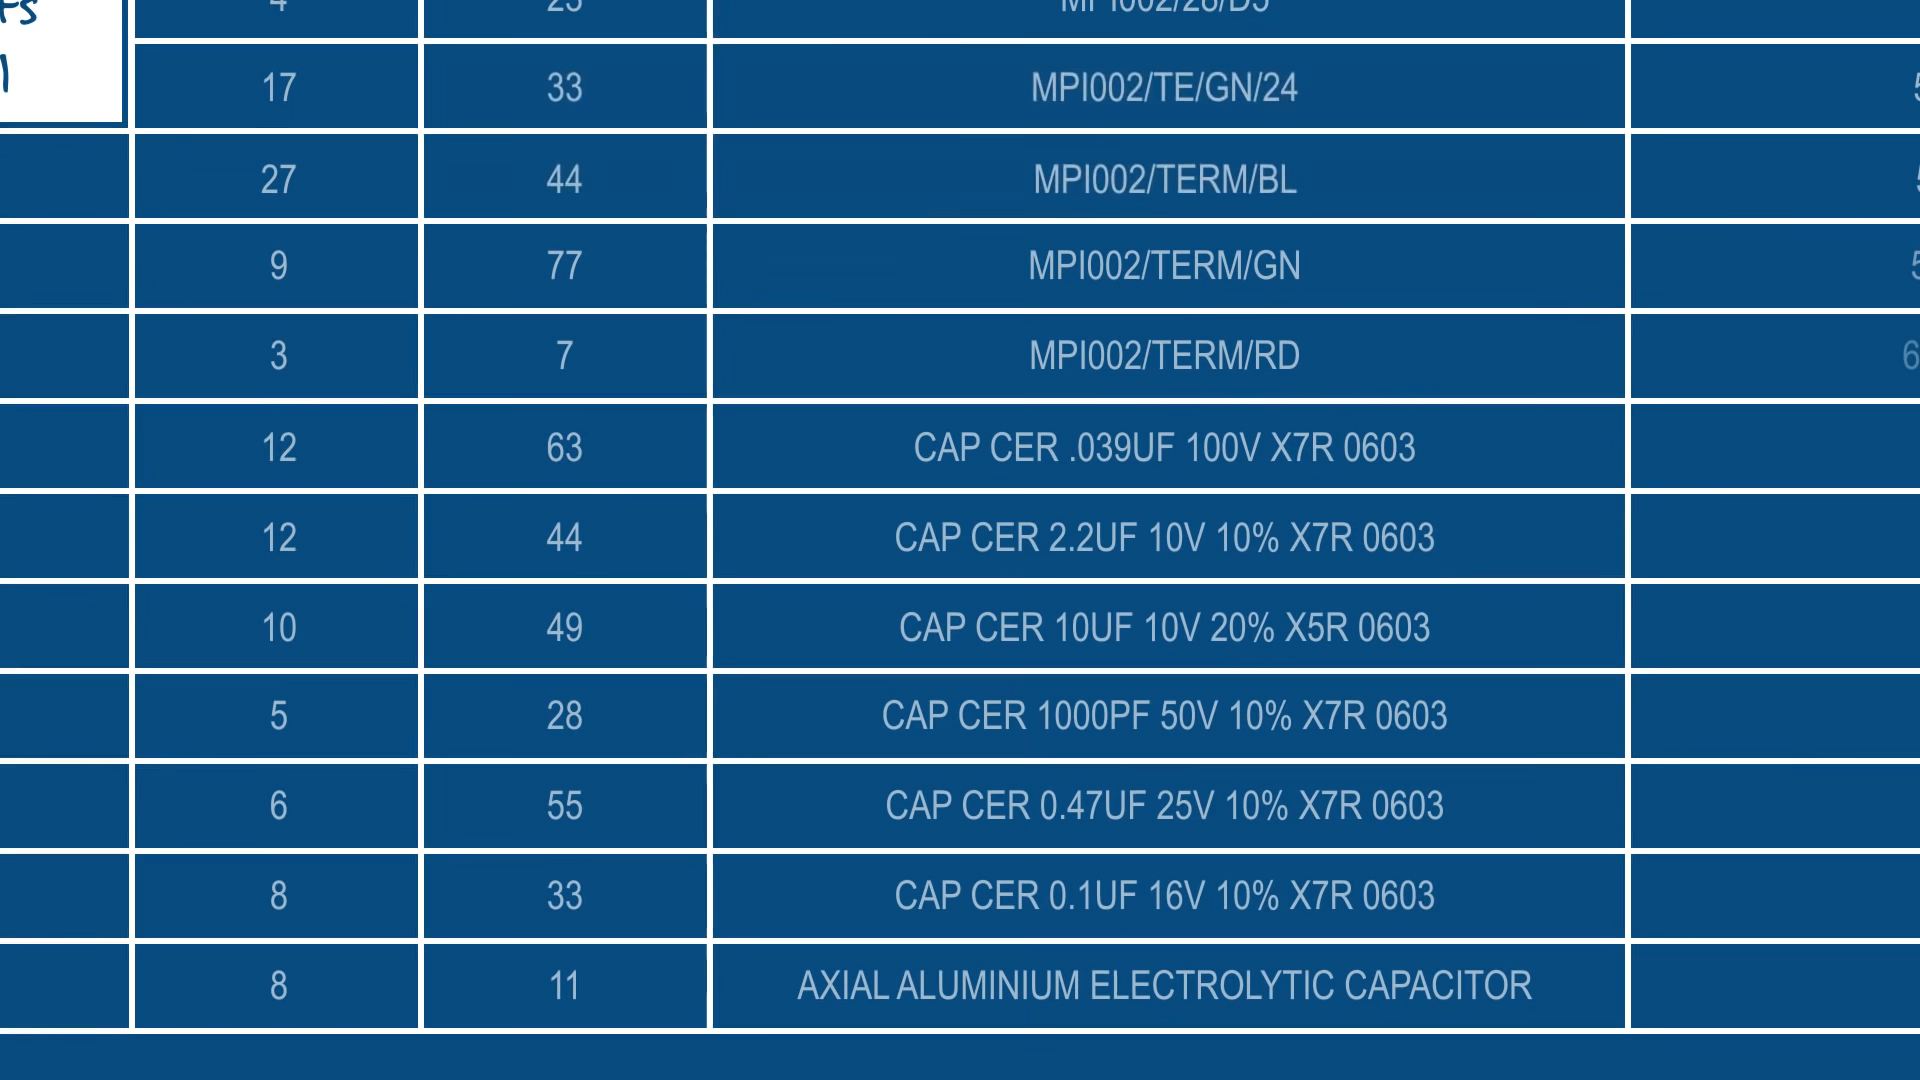 17 33 MPI002/TE/GN/24
27 44 MPI002/TERM/BL
9 77 MPI002/TERM/GN
3 7 MPI002/TERM/RD
12 63 CAP CER .039UF 100V X7R 0603
12 44 CAP CER 2.2UF 10V 10% X7R 0603
10 49 CAP CER 10UF 10V 20% X5R 0603
5 28 CAP CER 1000PF 50V 10% X7R 0603
6 55 CAP CER 0.47UF 25V 10% X7R 0603
8 33 CAP CER 0.1UF 16V 10% X7R 0603
8 11 AXIAL ALUMINIUM ELECTROLYTIC CAPACITOR